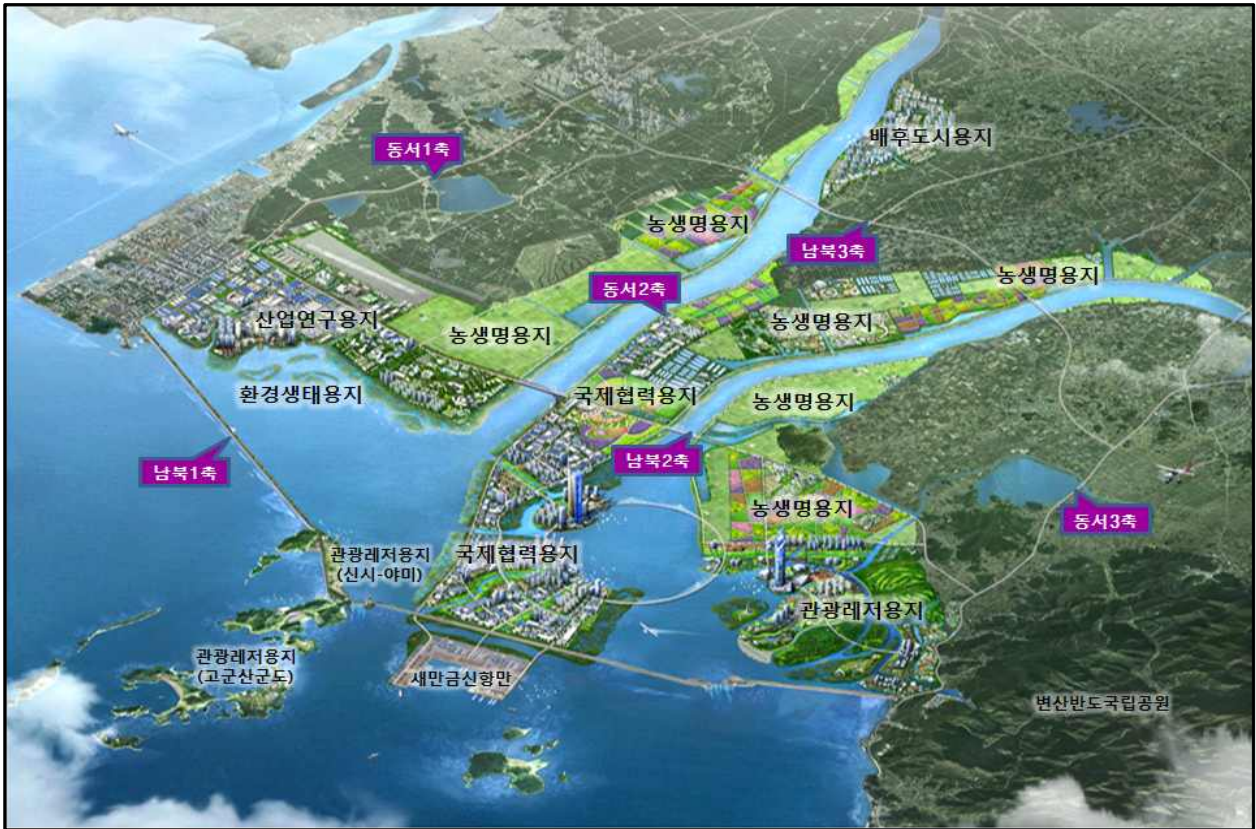 배후도시용지
동서1축
농생명용지
남북3축
농생명용지
동서2축
산업연구용지
농생명용지
농생명용지
환경생태용지
국제협력용지
농생명용지
남북1축
남북2축
농생명용지
동서3축
관광레저용지
(신시-야미)
국제협력용지
관광레저용지
관광레저용지
(고군산군도)
새만금신항만
변산반도국립공원